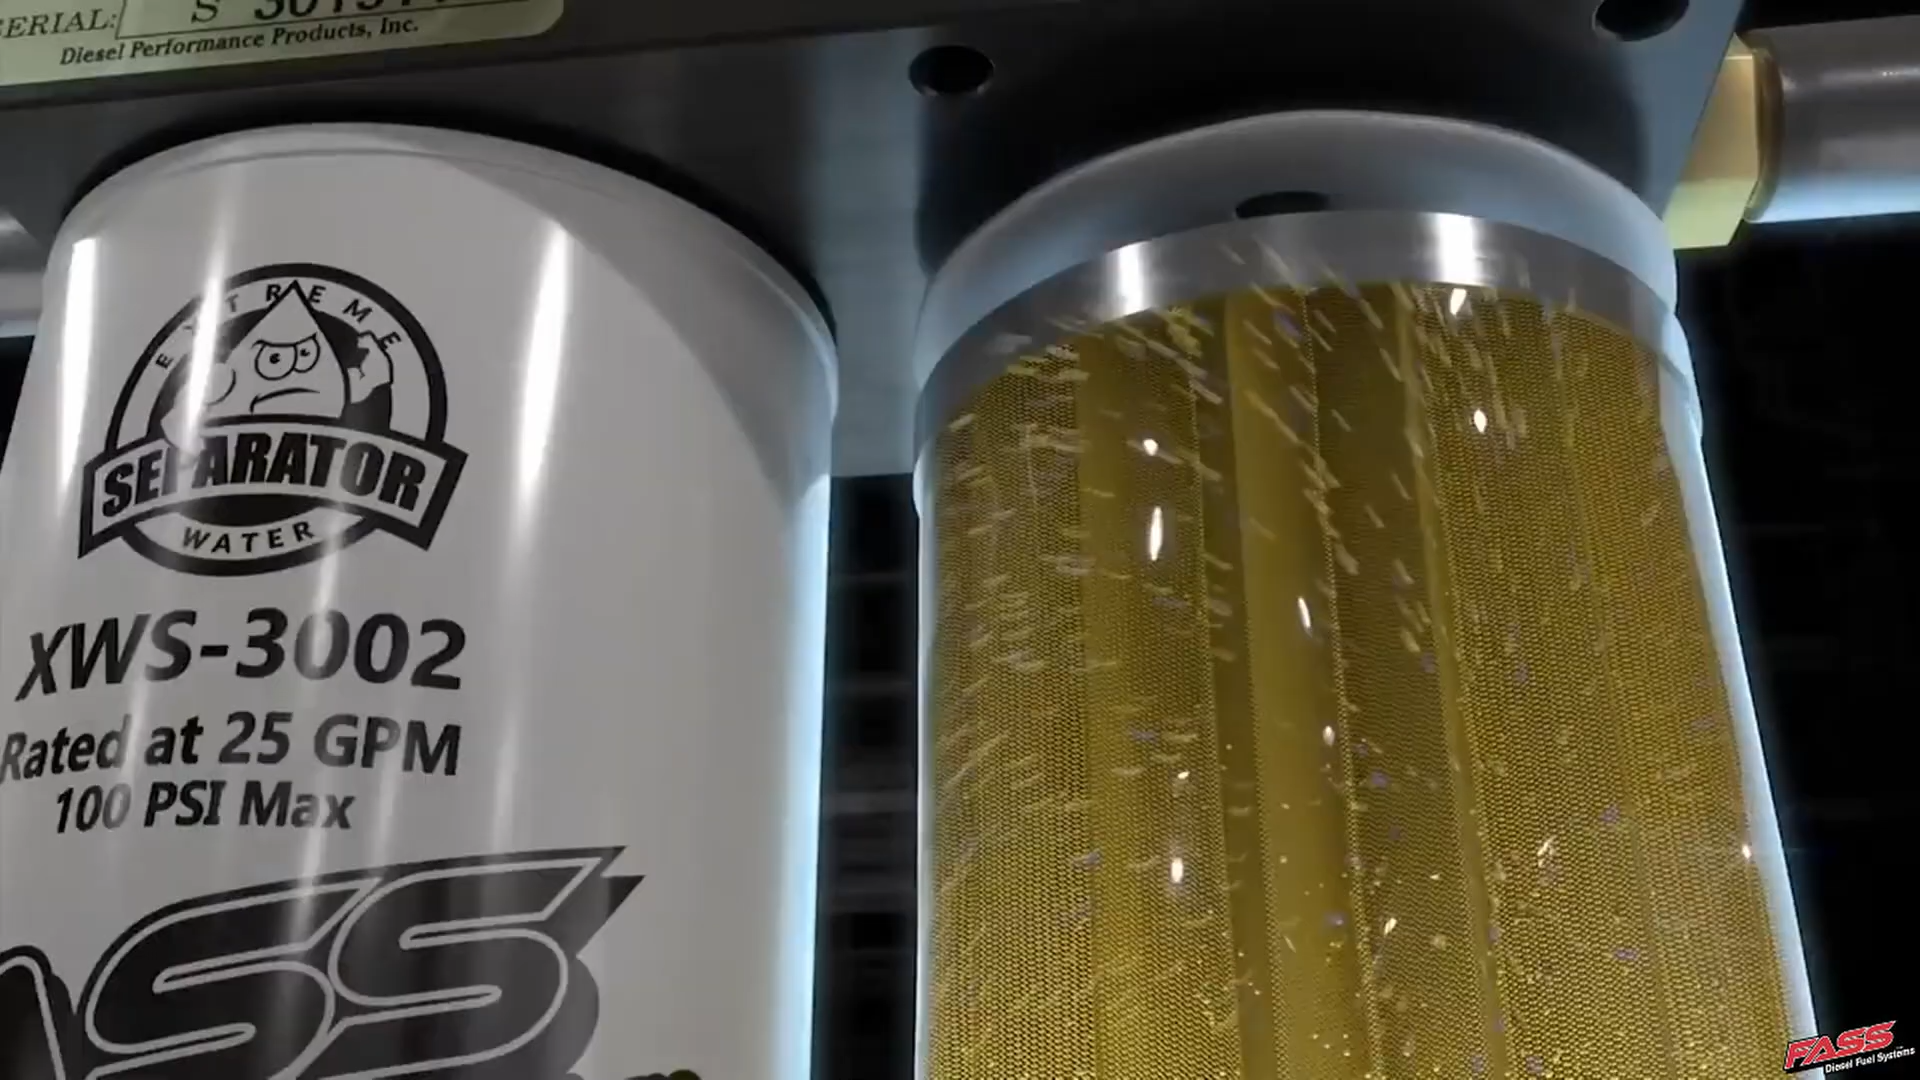 SERIAL: S
Diesel Performance Products, Inc.
EXTREME
SEPARATOR
WATER
XWS-3002
Rated at 25 GPM
100 PSI Max
FASS
Diesel Fuel Systems